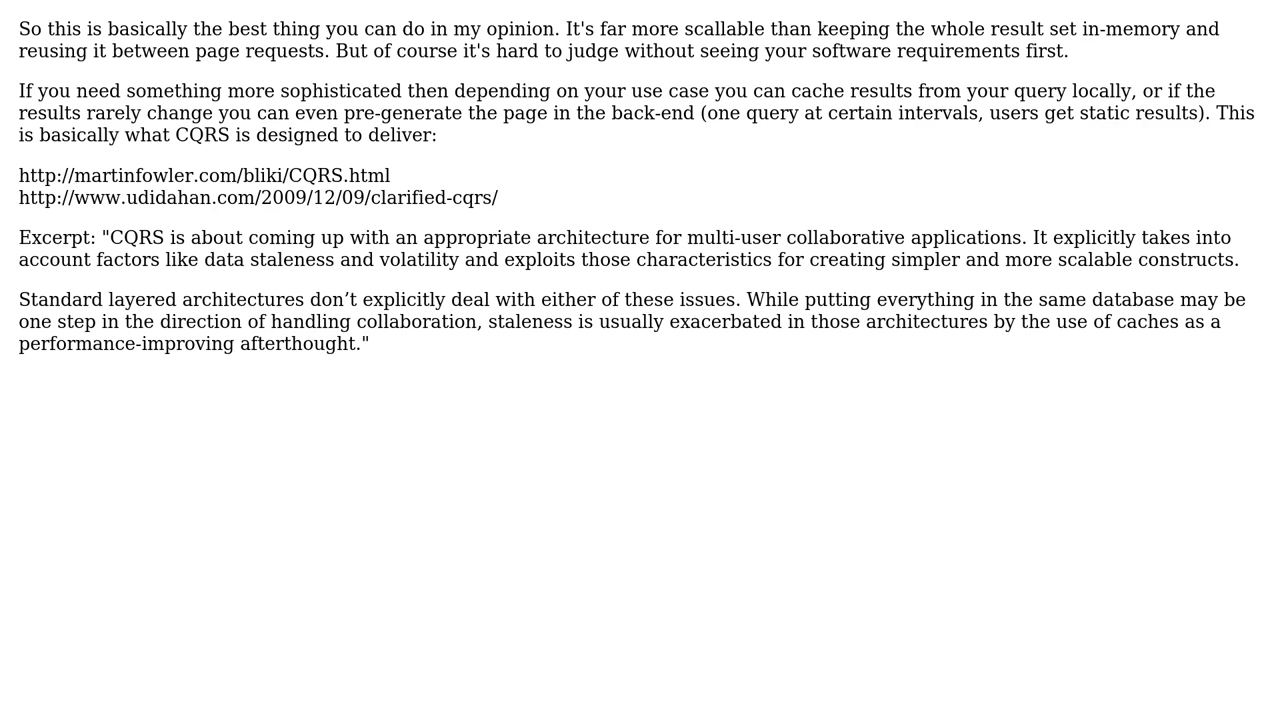 So this is basically the best thing you can do in my opinion. It's far more scallable than keeping the whole result set in-memory and
reusing it between page requests. But of course it's hard to judge without seeing your software requirements first.
If you need something more sophisticated then depending on your use case you can cache results from your query locally, or if the
results rarely change you can even pre-generate the page in the back-end (one query at certain intervals, users get static results). This
is basically what CQRS is designed to deliver:
http://martinfowler.com/bliki/CQRS.html
http://www.udidahan.com/2009/12/09/clarified-cqrs/
Excerpt: "CQRS is about coming up with an appropriate architecture for multi-user collaborative applications. It explicitly takes into
account factors like data staleness and volatility and exploits those characteristics for creating simpler and more scalable constructs.
Standard layered architectures don’t explicitly deal with either of these issues. While putting everything in the same database may be
one step in the direction of handling collaboration, staleness is usually exacerbated in those architectures by the use of caches as a
performance-improving afterthought."